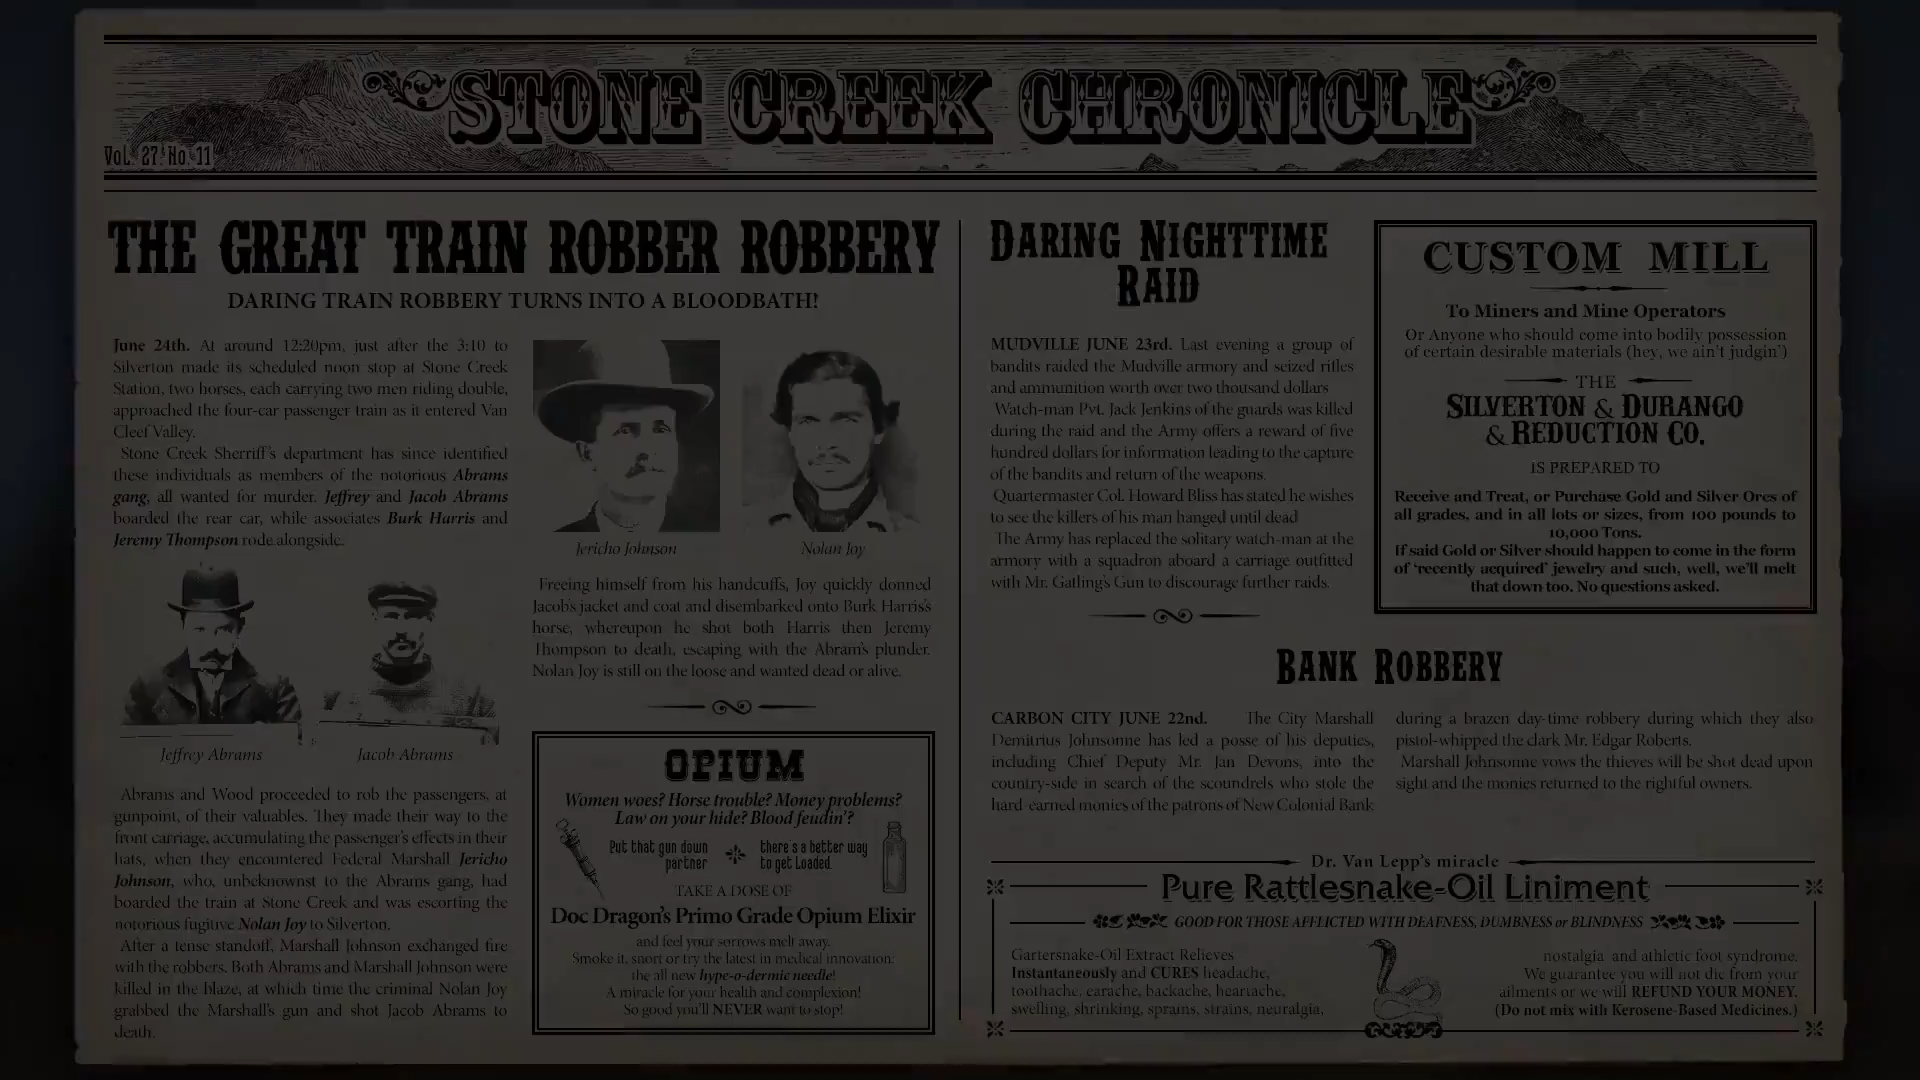 STONE CREEK CHRONICLE
Vol. 27 No. 11
THE GREAT TRAIN ROBBER ROBBERY
DARING TRAIN ROBBERY TURNS INTO A BLOODBATH!
June 24th. At around 12:20pm, just after the 3:10 to
Silverton made its scheduled noon stop at Stone Creek
Station, two horses, each carrying two men riding double,
approached the four-car passenger train as it entered Van
Cleef Valley.
Stone Creek Sherriff's department has since identified
these individuals as members of the notorious Abrams
gang, all wanted for murder. Jeffrey and Jacob Abrams
boarded the rear car, while associates Burk Harris and
Jeremy Thompson rode alongside.
Jeffrey Abrams
Jacob Abrams
Abrams and Wood proceeded to rob the passengers, at
gunpoint, of their valuables. They made their way to the
front carriage, accumulating the passenger's effects in their
hats, when they encountered Federal Marshall Jericho
Johnson, who, unbeknownst to the Abrams gang, had
boarded the train at Stone Creek and was escorting the
notorious fugitive Nolan Joy to Silverton.
After a tense standoff, Marshall Johnson exchanged fire
with the robbers. Both Abrams and Marshall Johnson were
killed in the blaze, at which time the criminal Nolan Joy
grabbed the Marshall's gun and shot Jacob Abrams to
death.
Jericho Johnson
Nolan Joy
Freeing himself from his handcuffs, Joy quickly donned
Jacob's jacket and coat and disembarked onto Burk Harris's
horse, whereupon he shot both Harris then Jeremy
Thompson to death, escaping with the Abram's plunder.
Nolan Joy is still on the loose and wanted dead or alive.
OPIUM
Women woes? Horse trouble? Money problems?
Law on your hide? Blood feudin'?
Put that gun down
partner
there's a better way
to get Loaded.
TAKE A DOSE OF
Doc Dragon's Primo Grade Opium Elixir
and feel your sorrows melt away.
Smoke it, snort or try the latest in medical innovation:
the all new hype-o-dermic needle!
A miracle for your health and complexion!
So good you'll NEVER want to stop!
DARING NIGHTTIME
RAID
MUDVILLE JUNE 23rd. Last evening a group of
bandits raided the Mudville armory and seized rifles
and ammunition worth over two thousand dollars
Watch-man Pvt. Jack Jenkins of the guards was killed
during the raid and the Army offers a reward of five
hundred dollars for information leading to the capture
of the bandits and return of the weapons.
Quartermaster Col. Howard Bliss has stated he wishes
to see the killers of his man hanged until dead
The Army has replaced the solitary watch-man at the
armory with a squadron aboard a carriage outfitted
with Mr. Gatling's Gun to discourage further raids.
CUSTOM MILL
To Miners and Mine Operators
Or Anyone who should come into bodily possession
of certain desirable materials (hey, we ain't judgin')
THE
SILVERTON & DURANGO
& REDUCTION CO.
IS PREPARED TO
Receive and Treat, or Purchase Gold and Silver Ores of
all grades, and in all lots or sizes, from 100 pounds to
10,000 Tons.
If said Gold or Silver should happen to come in the form
of 'recently acquired' jewelry and such, well, we'll melt
that down too. No questions asked.
BANK ROBBERY
CARBON CITY JUNE 22nd. The City Marshall
Demitrius Johnsonne has led a posse of his deputies,
including Chief Deputy Mr. Jan Devons, into the
country-side in search of the scoundrels who stole the
hard-earned monies of the patrons of New Colonial Bank
during a brazen day-time robbery during which they also
pistol-whipped the clark Mr. Edgar Roberts.
Marshall Johnsonne vows the thieves will be shot dead upon
sight and the monies returned to the rightful owners.
Dr. Van Lepp's miracle
Pure Rattlesnake-Oil Liniment
GOOD FOR THOSE AFFLICTED WITH DEAFNESS, DUMBNESS or BLINDNESS
Gartersnake-Oil Extract Relieves
Instantaneously and CURES headache,
toothache, earache, backache, heartache,
swelling, shrinking, sprains, strains, neuralgia,
nostalgia and athletic foot syndrome.
We guarantee you will not die from your
ailments or we will REFUND YOUR MONEY.
(Do not mix with Kerosene-Based Medicines.)